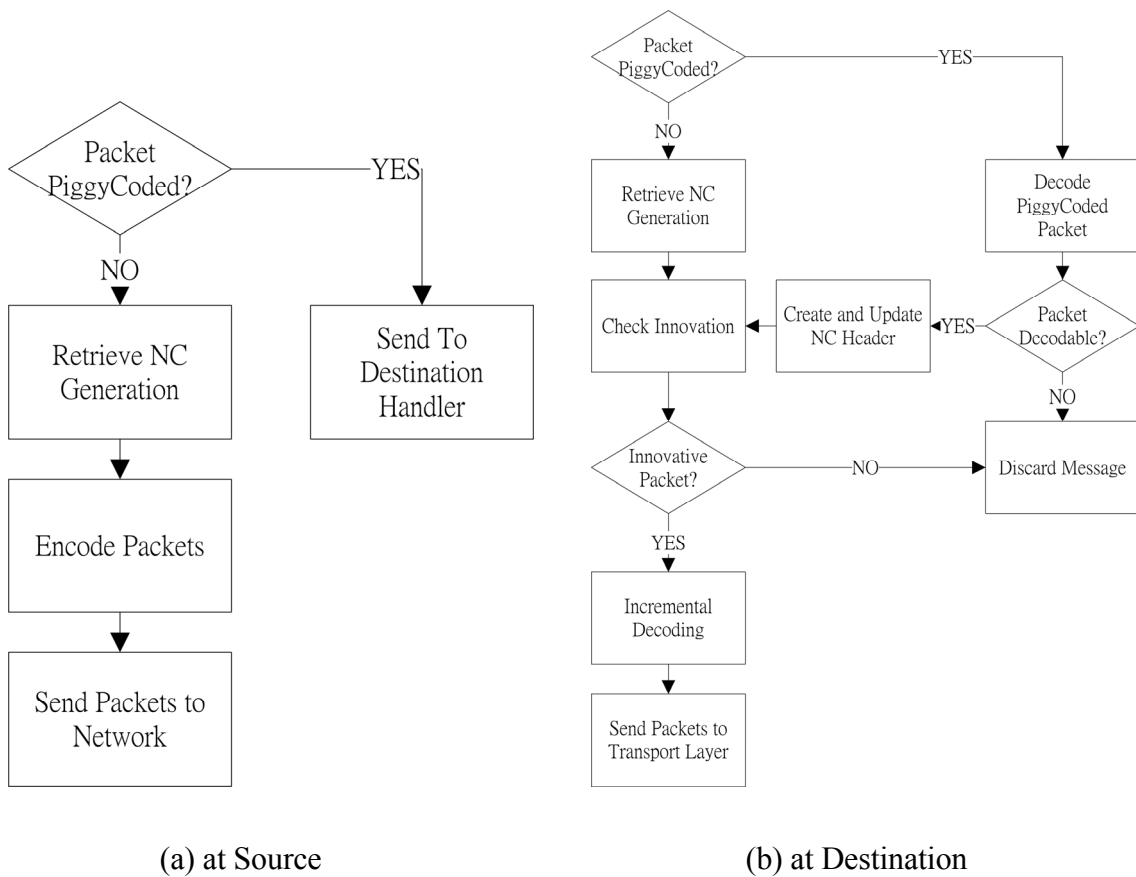 Packet
PiggyCoded?
YES
NO
Retrieve NC
Generation
Send To
Destination
Handler
Encode Packets
Send Packets to
Network
(a) at Source
Packet
PiggyCoded?
YES
NO
Retrieve NC
Generation
Decode
PiggyCoded
Packet
Check Innovation
Create and Update
NC Header
YES
Packet
Decodable?
NO
Innovative
Packet?
NO
Discard Message
YES
Incremental
Decoding
Send Packets to
Transport Layer
(b) at Destination